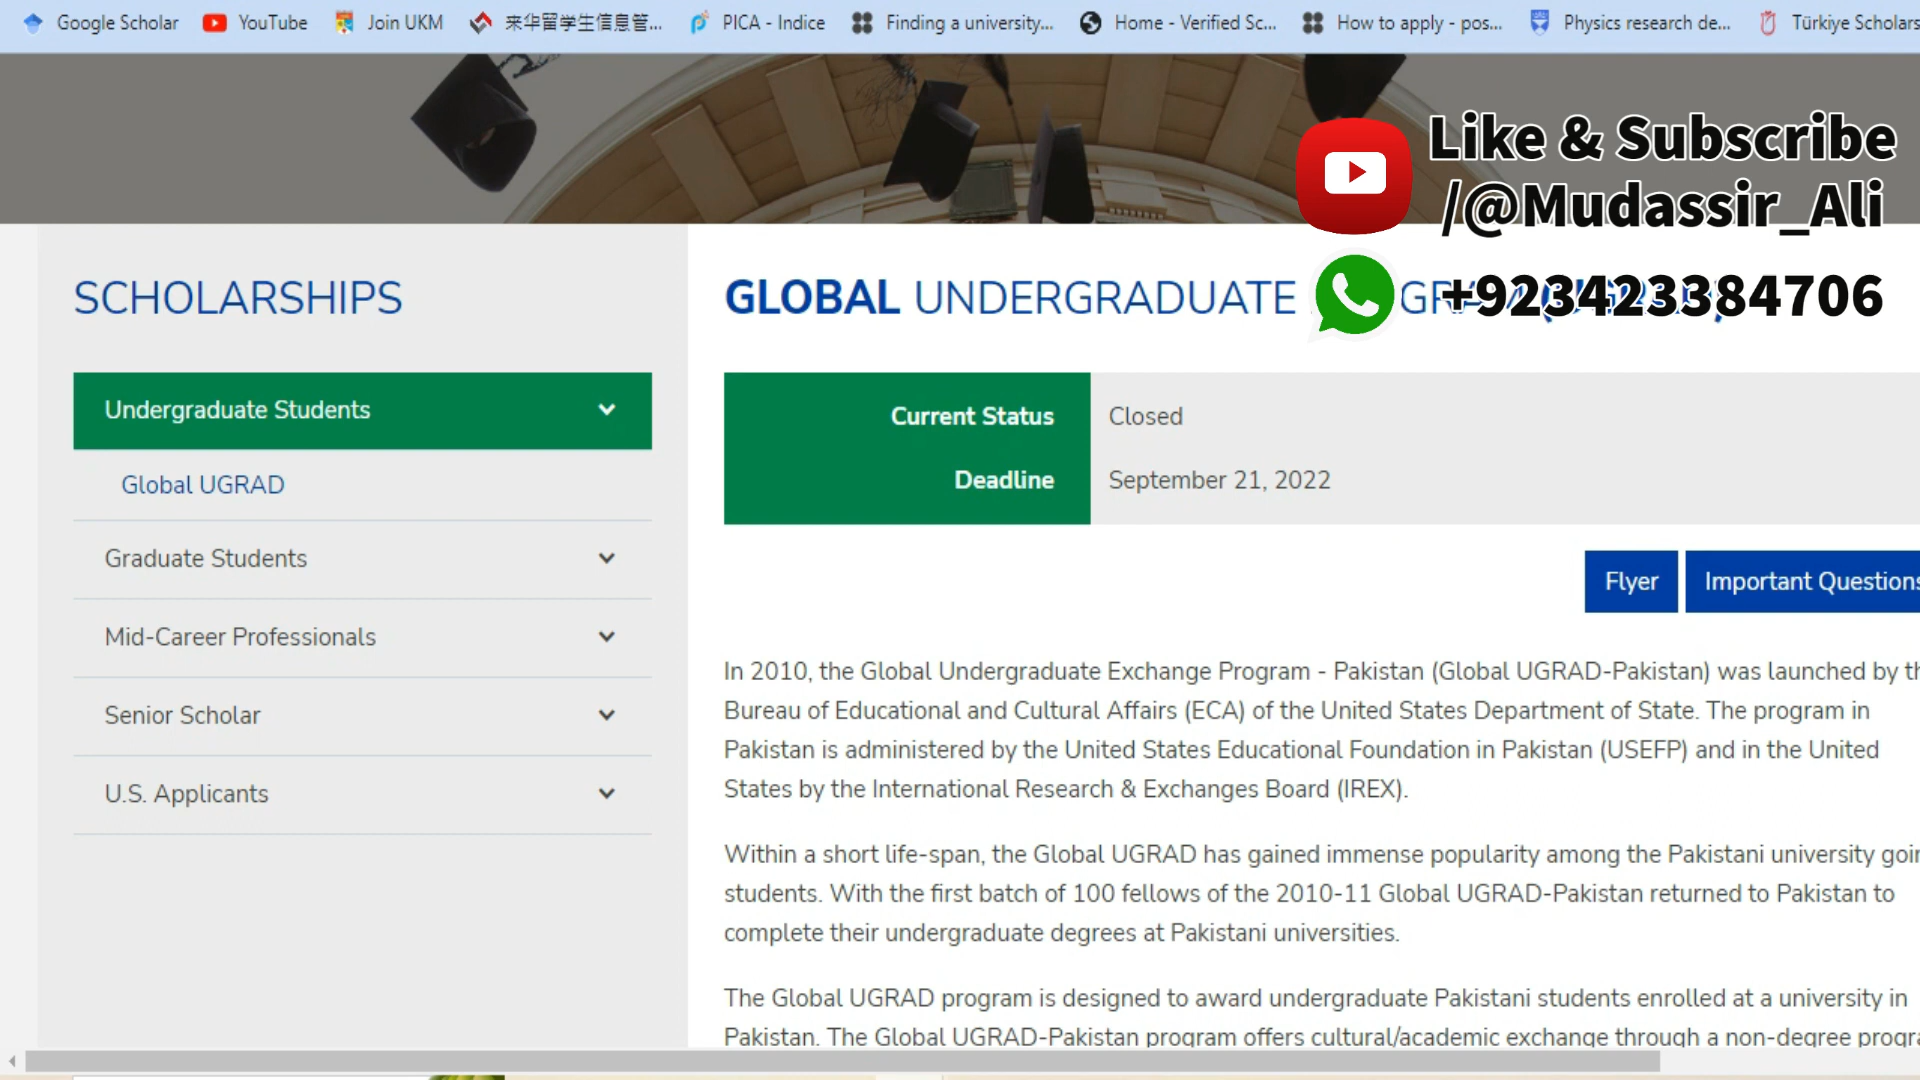 Google Scholar
YouTube
Join UKM
来华留学生信息管...
PICA - Indice
Finding a university...
Home - Verified Sc...
How to apply - pos...
Physics research de...
Türkiye Scholars
Like & Subscribe
/@Mudassir_Ali
+923423384706
SCHOLARSHIPS
Undergraduate Students
Global UGRAD
Graduate Students
Mid-Career Professionals
Senior Scholar
U.S. Applicants
GLOBAL UNDERGRADUATE
Current Status Closed
Deadline September 21, 2022
Flyer
Important Questions
In 2010, the Global Undergraduate Exchange Program - Pakistan (Global UGRAD-Pakistan) was launched by th
Bureau of Educational and Cultural Affairs (ECA) of the United States Department of State. The program in
Pakistan is administered by the United States Educational Foundation in Pakistan (USEFP) and in the United
States by the International Research & Exchanges Board (IREX).
Within a short life-span, the Global UGRAD has gained immense popularity among the Pakistani university goin
students. With the first batch of 100 fellows of the 2010-11 Global UGRAD-Pakistan returned to Pakistan to
complete their undergraduate degrees at Pakistani universities.
The Global UGRAD program is designed to award undergraduate Pakistani students enrolled at a university in
Pakistan. The Global UGRAD-Pakistan program offers cultural/academic exchange through a non-degree progra